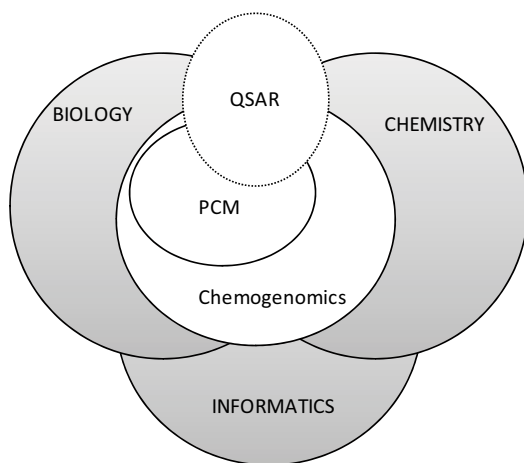 QSAR
BIOLOGY
CHEMISTRY
PCM
Chemogenomics
INFORMATICS